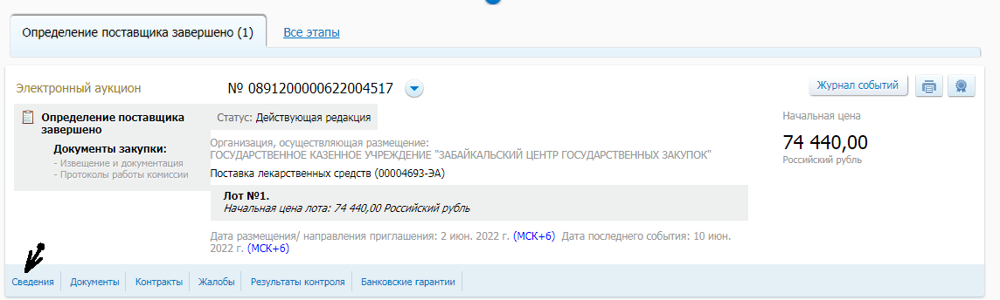 Определение поставщика завершено (1)
Все этапы
Электронный аукцион
№ 0891200000622004517
Журнал событий
Определение поставщика
завершено
Документы закупки:
- Извещение и документация
- Протоколы работы комиссии
Статус: Действующая редакция
Организация, осуществляющая размещение:
ГОСУДАРСТВЕННОЕ КАЗЕННОЕ УЧРЕЖДЕНИЕ "ЗАБАЙКАЛЬСКИЙ ЦЕНТР ГОСУДАРСТВЕННЫХ ЗАКУПОК"
Поставка лекарственных средств (00004693-ЭА)
Лот №1.
Начальная цена лота: 74 440,00 Российский рубль
Дата размещения/ направления приглашения: 2 июн. 2022 г. (МСК+6) Дата последнего события: 10 июн.
2022 г. (МСК+6)
Начальная цена
74 440,00
Российский рубль
Сведения
Документы
Контракты
Жалобы
Результаты контроля
Банковские гарантии